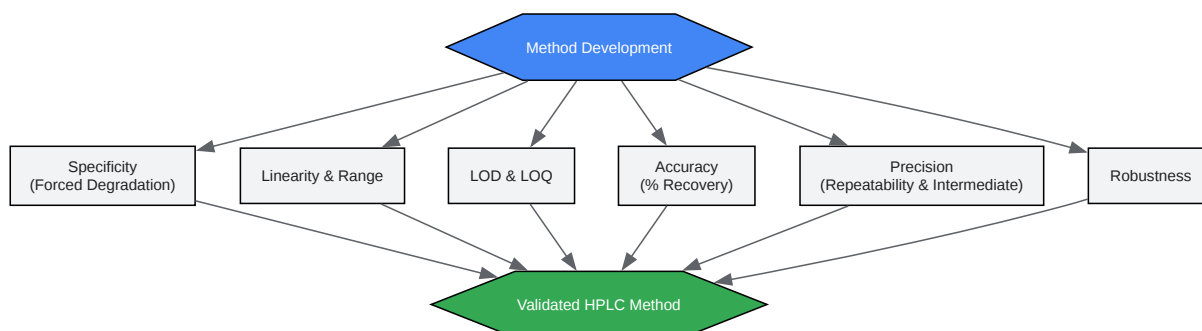 Method Development
Specificity
(Forced Degradation)
Linearity & Range
LOD & LOQ
Accuracy
(% Recovery)
Precision
(Repeatability & Intermediate)
Robustness
Validated HPLC Method